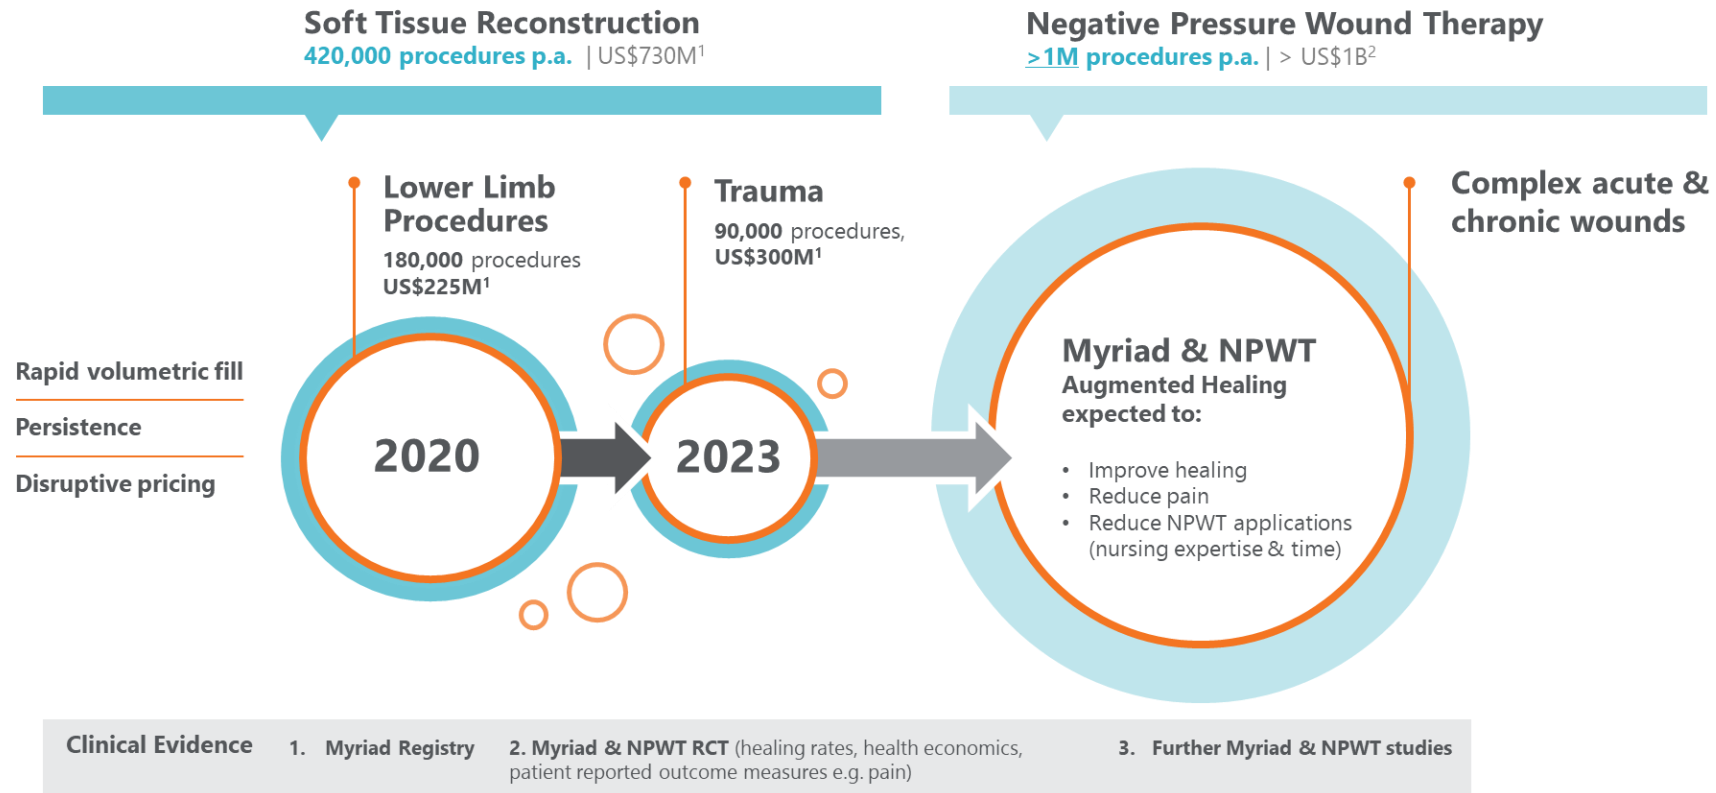 Soft Tissue Reconstruction
420,000 procedures p.a. | US$730M¹
Negative Pressure Wound Therapy
>1M procedures p.a. | > US$1B²
Lower Limb
Procedures
180,000 procedures
US$225M¹
Trauma
90,000 procedures,
US$300M¹
Complex acute &
chronic wounds
Rapid volumetric fill
Persistence
Disruptive pricing
2020
2023
Myriad & NPWT
Augmented Healing
expected to:
• Improve healing
• Reduce pain
• Reduce NPWT applications
(nursing expertise & time)
Clinical Evidence
1. Myriad Registry
2. Myriad & NPWT RCT (healing rates, health economics,
patient reported outcome measures e.g. pain)
3. Further Myriad & NPWT studies